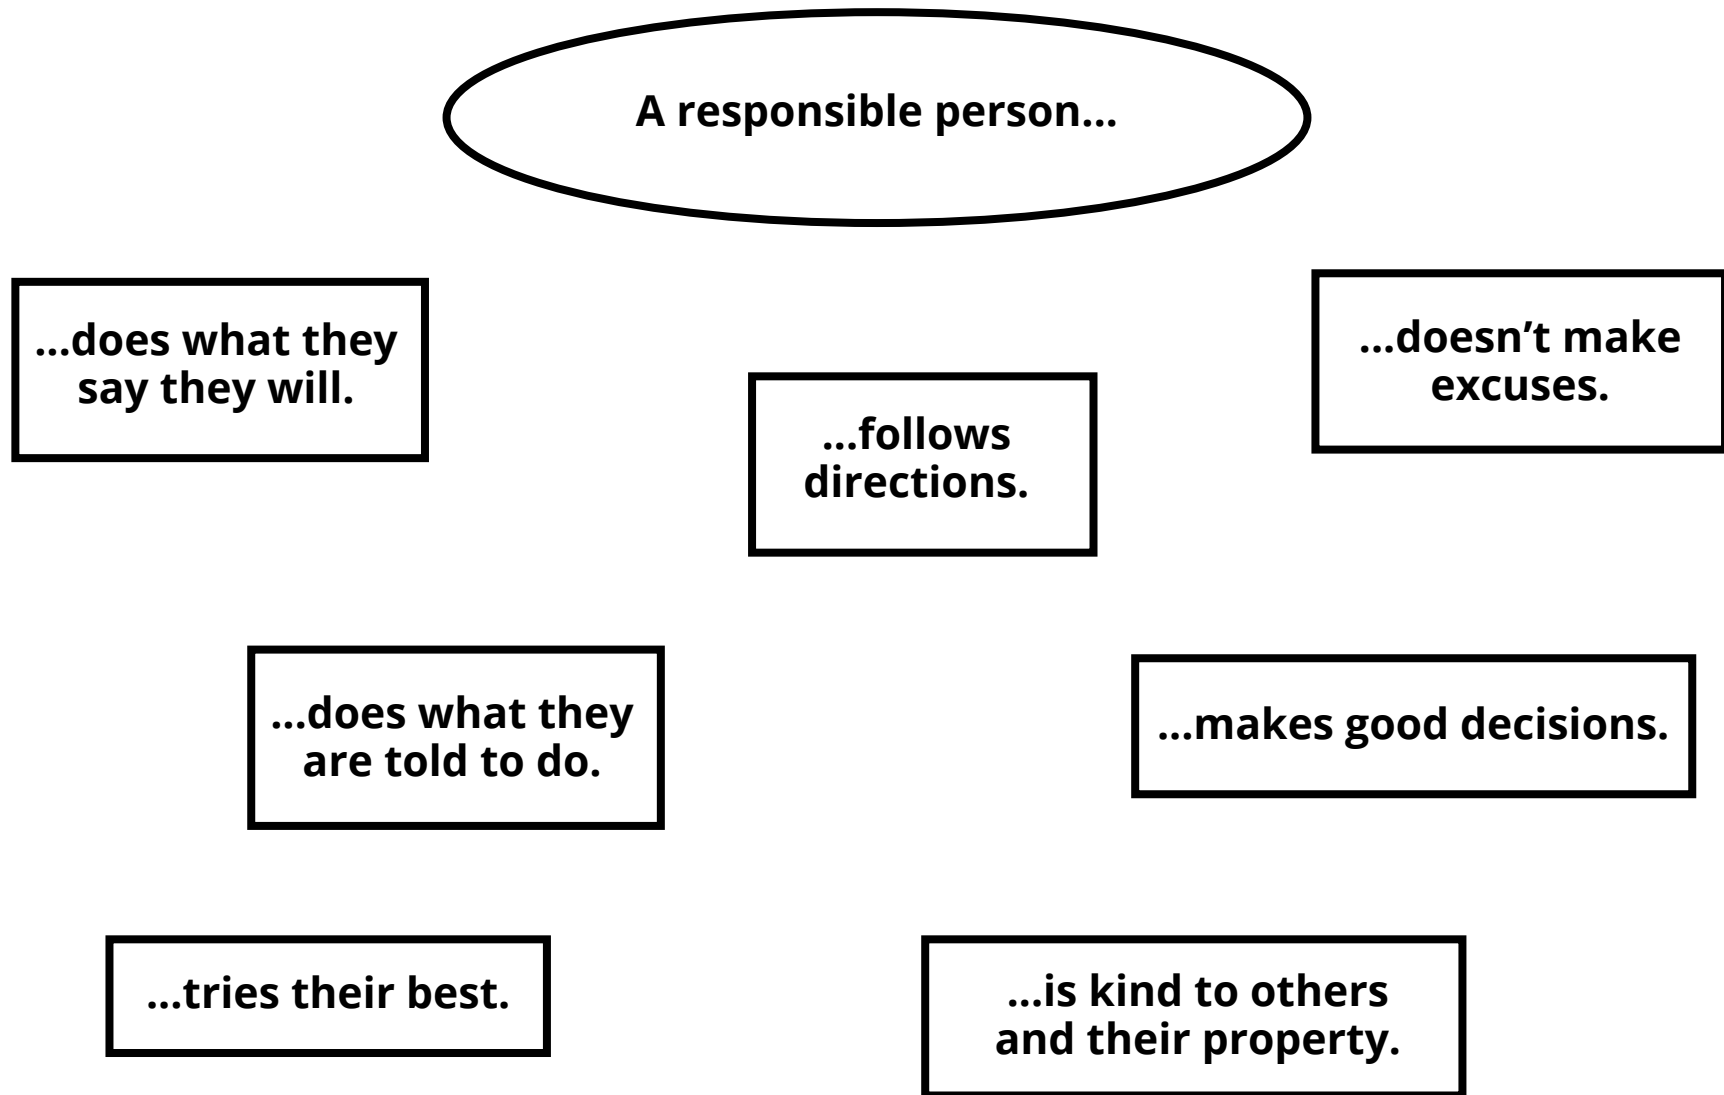 A responsible person...
...does what they
say they will.
...doesn’t make
excuses.
...follows
directions.
...does what they
are told to do.
...makes good decisions.
...tries their best.
...is kind to others
and their property.